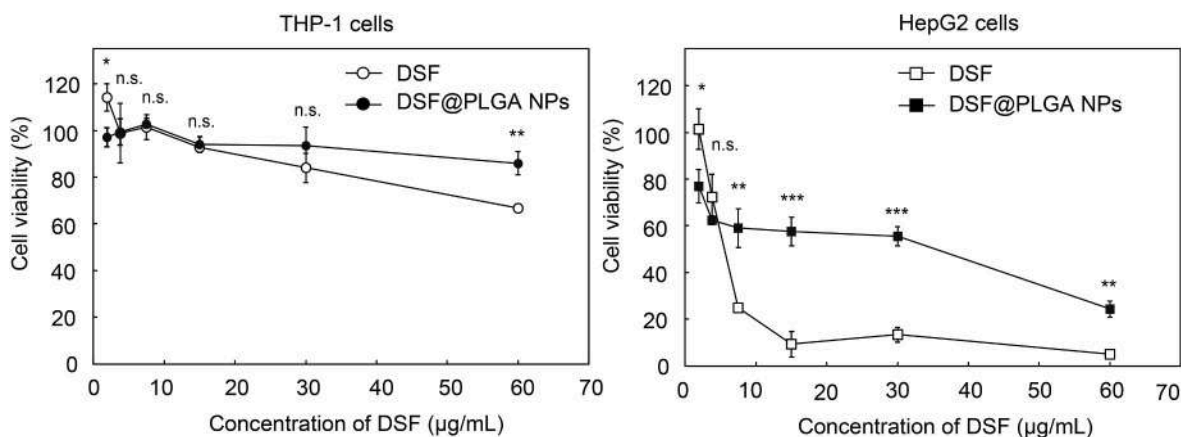 THP-1 cells
Cell viability (%)
120
100
80
60
40
20
0
*
n.s.
n.s.
n.s.
n.s.
**
DSF
DSF@PLGA NPs
0 10 20 30 40 50 60 70
Concentration of DSF (µg/mL)
HepG2 cells
Cell viability (%)
120
100
80
60
40
20
0
*
n.s.
**
***
***
**
DSF
DSF@PLGA NPs
0 10 20 30 40 50 60 70
Concentration of DSF (µg/mL)